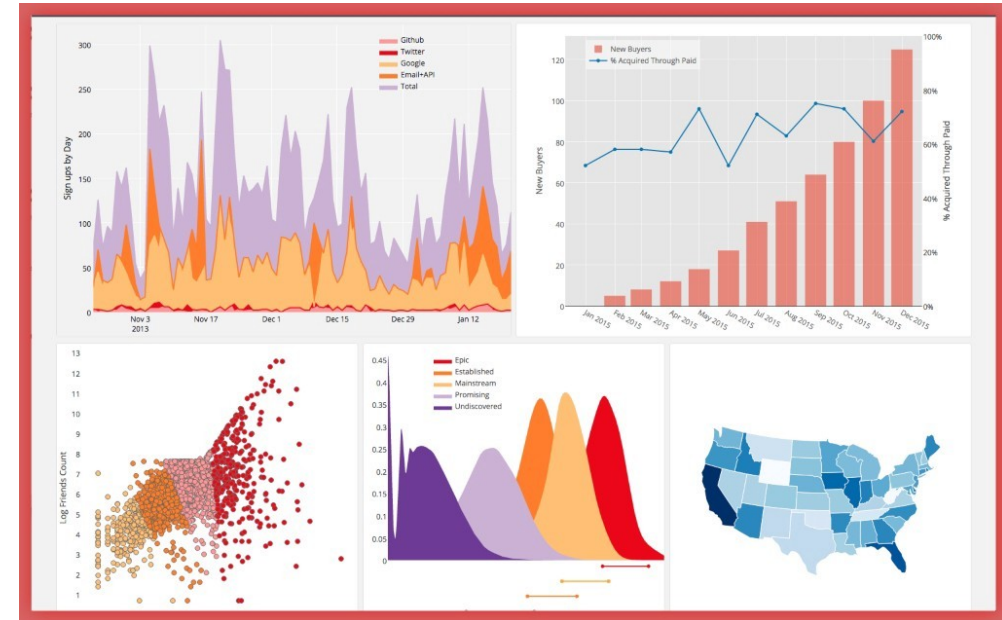 300
250
200
150
100
50
0
Sign ups by Day
Nov 3
2013
Nov 17
Dec 1
Dec 15
Dec 29
Jan 12
Github
Twitter
Google
Email+API
Total
New Buyers
% Acquired Through Paid
120
100
80
60
40
20
0
New Buyers
100%
80%
60%
40%
20%
0%
% Acquired Through Paid
Jan 2015
Feb 2015
Mar 2015
Apr 2015
May 2015
Jun 2015
Jul 2015
Aug 2015
Sep 2015
Oct 2015
Nov 2015
Dec 2015
13
12
11
10
9
8
7
6
5
4
3
2
1
Log Friends Count
0.45
0.4
0.35
0.3
0.25
0.2
0.15
0.1
0.05
0
Epic
Established
Mainstream
Promising
Undiscovered